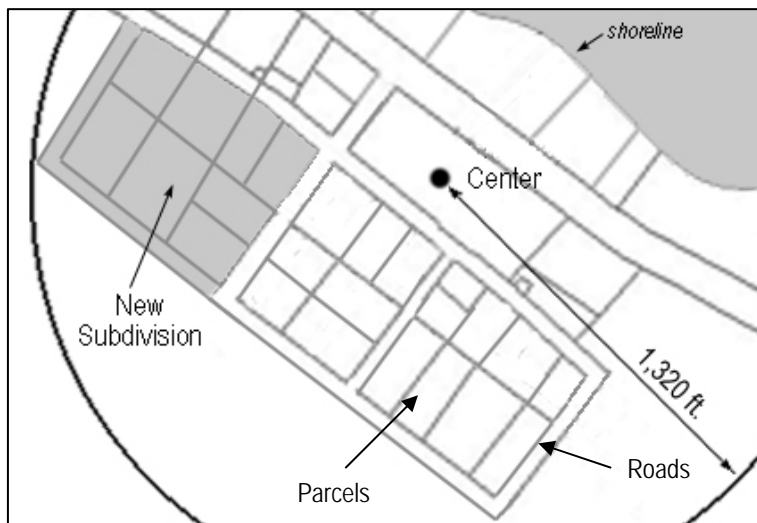 shoreline
Center
New
Subdivision
1,320 ft.
Roads
Parcels